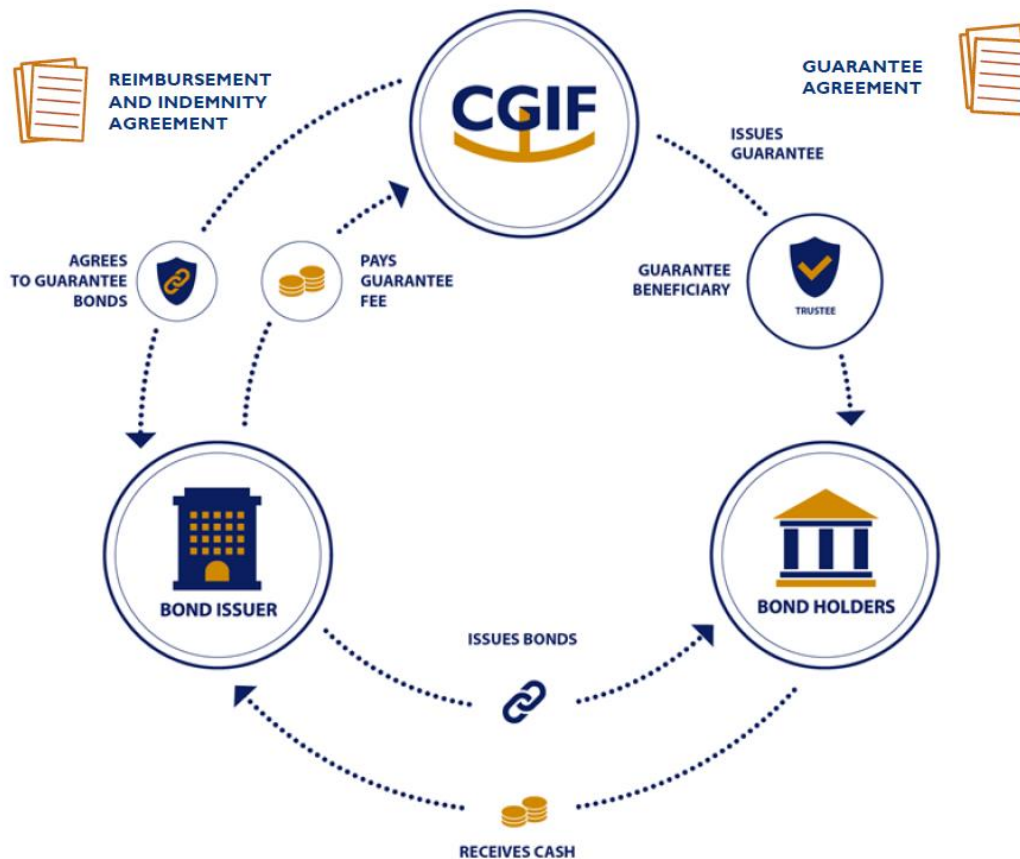 REIMBURSEMENT
AND INDEMNITY
AGREEMENT
CGIF
GUARANTEE
AGREEMENT
ISSUES
GUARANTEE
AGREES
TO GUARANTEE
BONDS
PAYS
GUARANTEE
FEE
GUARANTEE
BENEFICIARY
TRUSTEE
BOND ISSUER
BOND HOLDERS
ISSUES BONDS
RECEIVES CASH